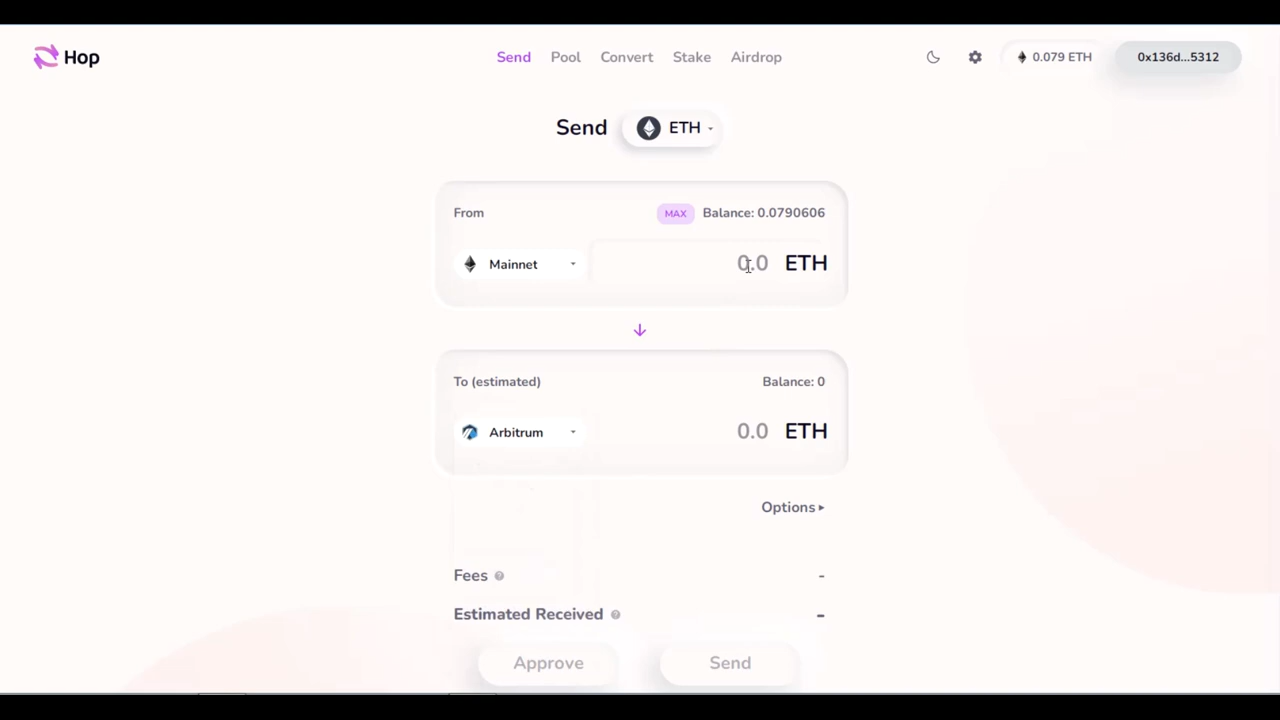 Hop Send Pool Convert Stake Airdrop 0.079 ETH 0x136d...5312
Send ETH
From MAX Balance: 0.0790606
Mainnet 0.0 ETH
To (estimated) Balance: 0
Arbitrum 0.0 ETH
Options
Fees -
Estimated Received -
Approve Send